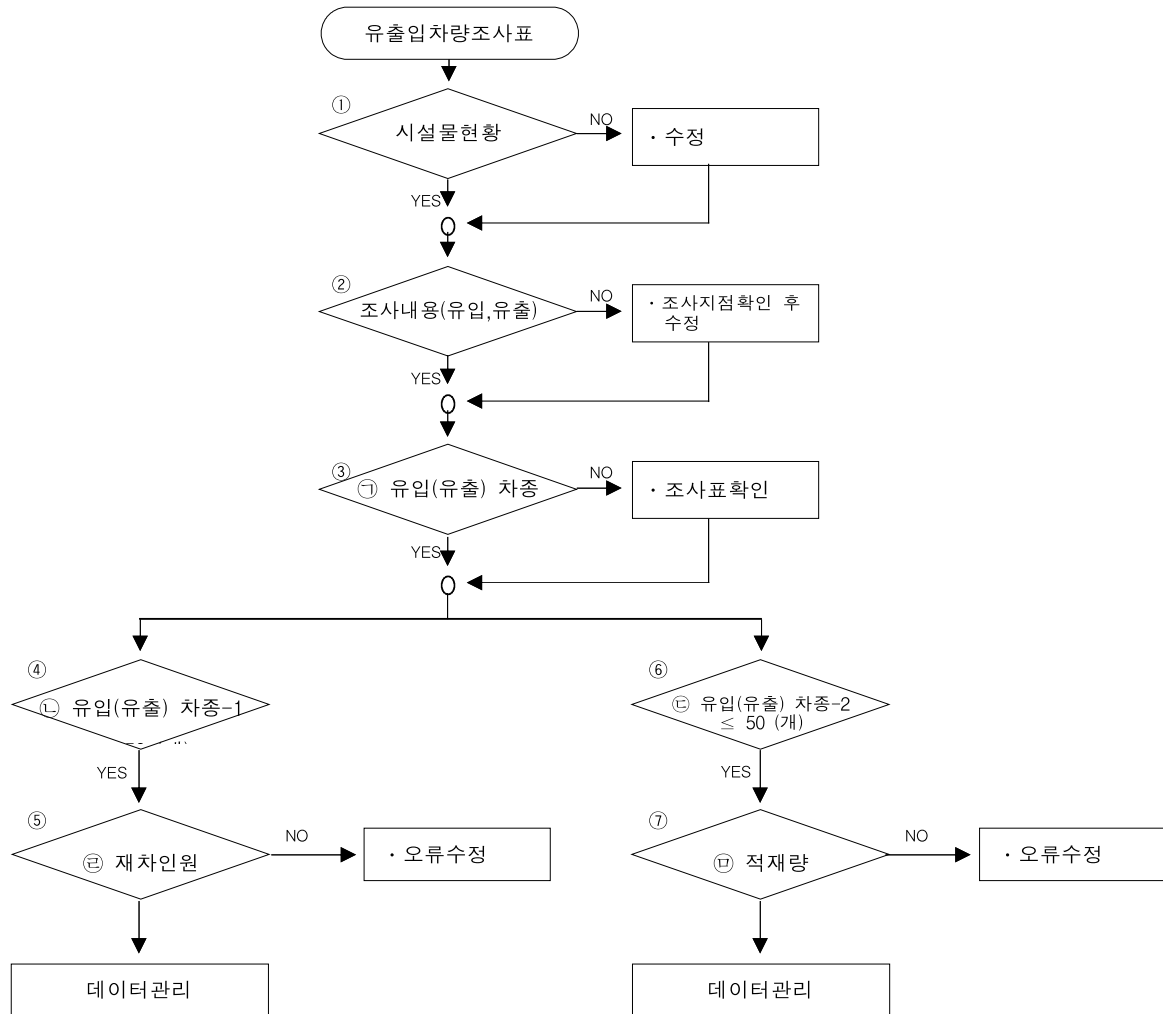 유출입차량조사표
①
시설물현황
NO
· 수정
YES
②
조사내용(유입,유출)
NO
· 조사지점확인 후
수정
YES
③
㉠ 유입(유출) 차종
NO
· 조사표확인
YES
④
㉡ 유입(유출) 차종-1
YES
⑤
㉣ 재차인원
NO
· 오류수정
데이터관리
⑥
㉢ 유입(유출) 차종-2
≤ 50 (개)
YES
⑦
㉤ 적재량
NO
· 오류수정
데이터관리